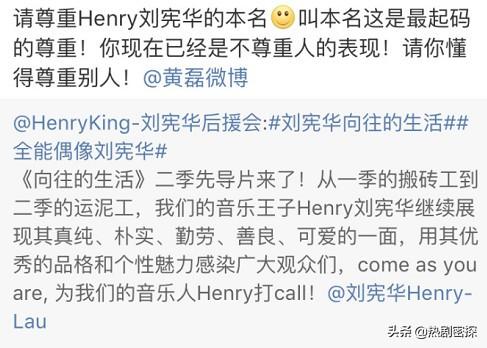 请尊重Henry刘宪华的本名🙂叫本名这是最起码
的尊重！你现在已经是不尊重人的表现！请你懂
得尊重别人！@黄磊微博
@HenryKing-刘宪华后援会:#刘宪华向往的生活##
全能偶像刘宪华#
《向往的生活》二季先导片来了！从一季的搬砖工到
二季的运泥工，我们的音乐王子Henry刘宪华继续展
现其真纯、朴实、勤劳、善良、可爱的一面，用其优
秀的品格和个性魅力感染广大观众们，come as you
are, 为我们的音乐人Henry打call！@刘宪华Henry-
Lau
头条 @热剧密探